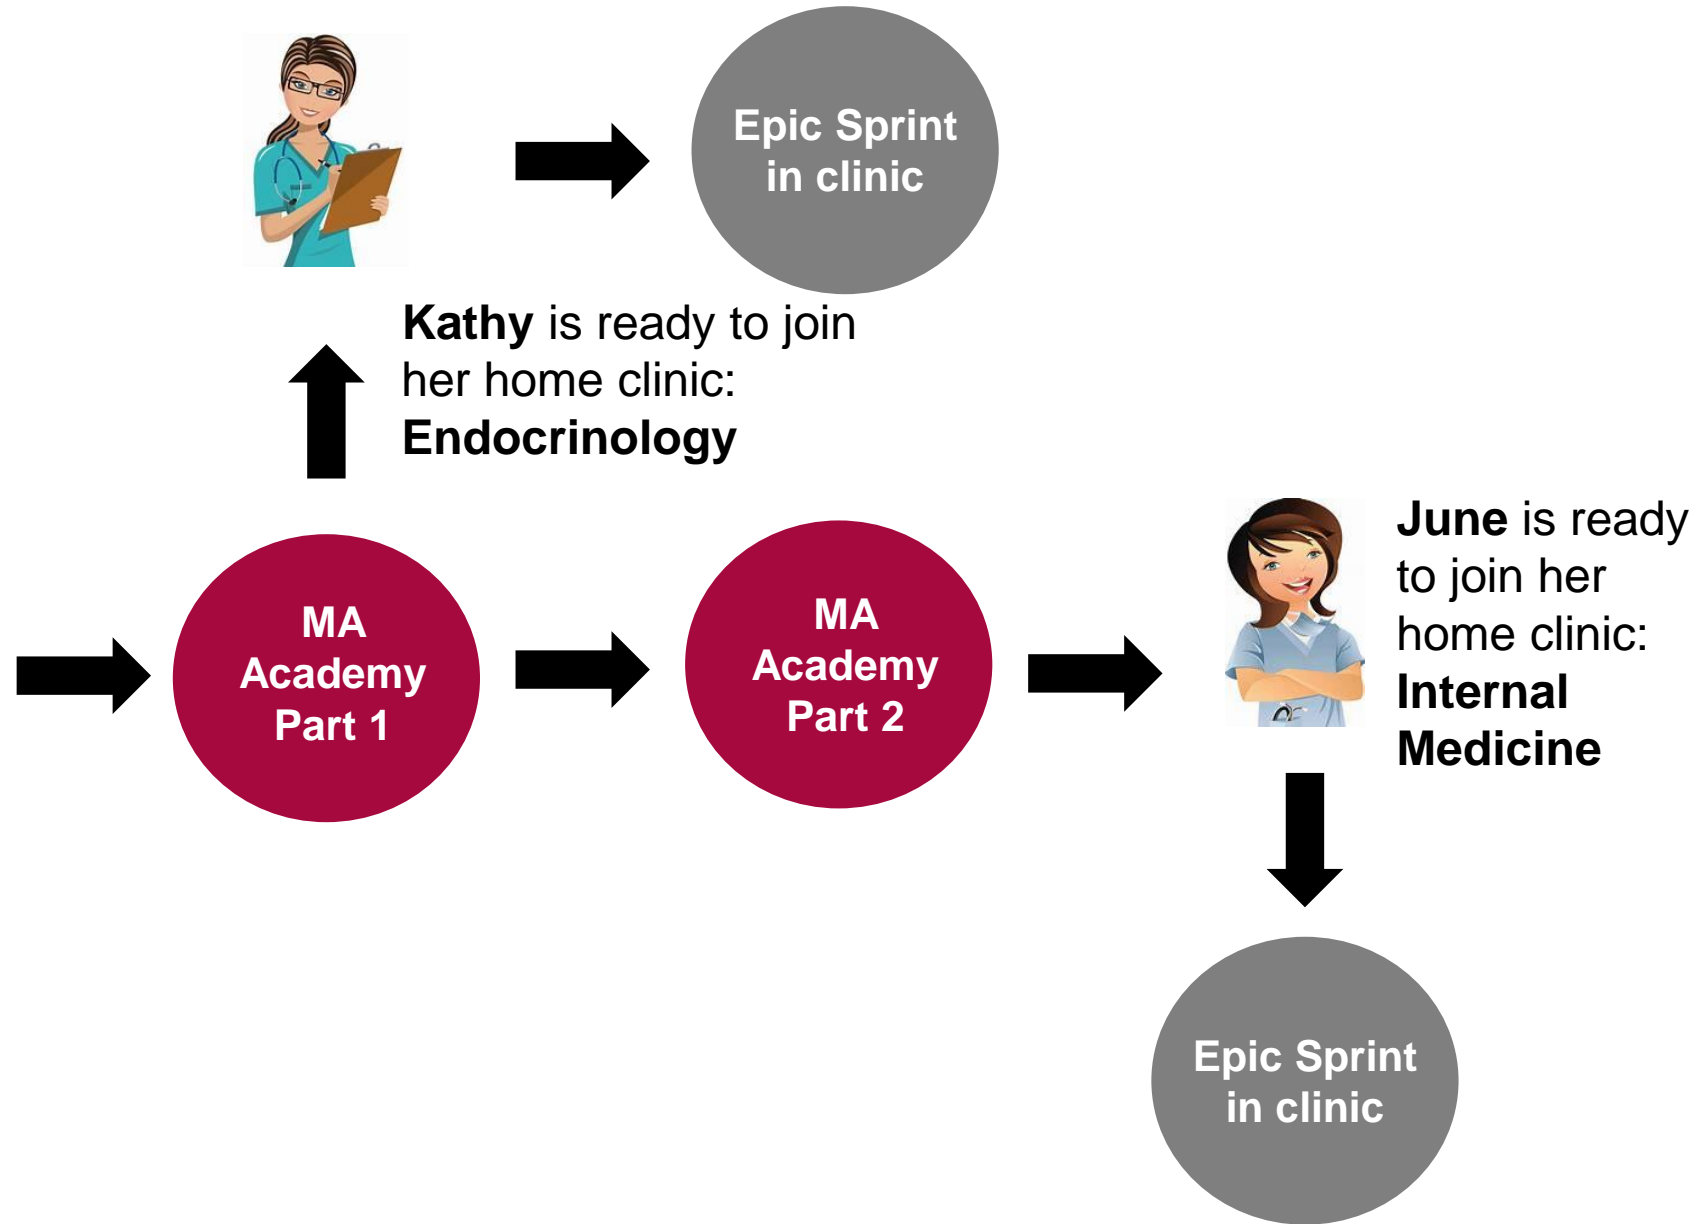 Epic Sprint
in clinic
Kathy is ready to join
her home clinic:
Endocrinology
MA
Academy
Part 1
MA
Academy
Part 2
June is ready
to join her
home clinic:
Internal
Medicine
Epic Sprint
in clinic